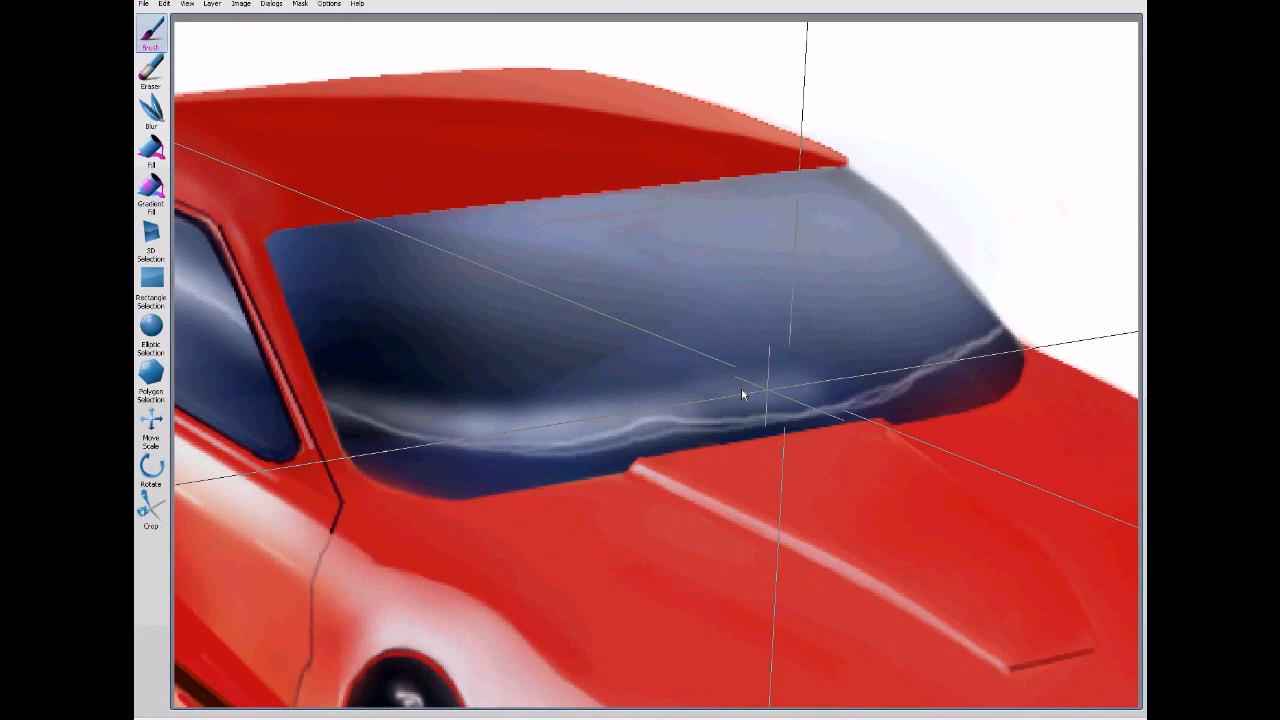 File Edit View Layer Image Dialogs Mask Options Help
Brush
Eraser
Blur
Fill
Gradient
Fill
3D
Selection
Rectangle
Selection
Elliptic
Selection
Polygon
Selection
Move
Scale
Rotate
Crop